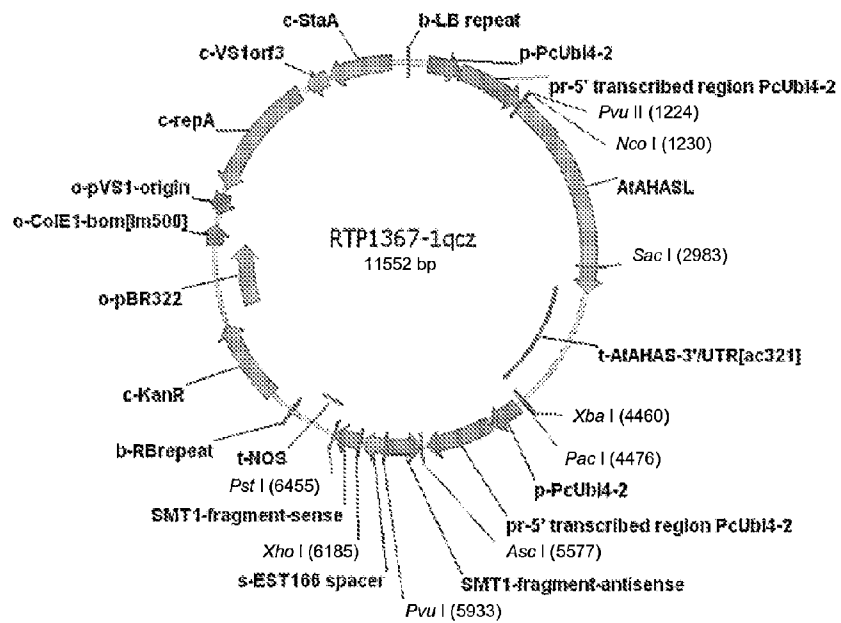 c-StaA
b-LB repeat
c-VS1orf3
p-PcUbi4-2
pr-5' transcribed region PcUbi4-2
Pvu II (1224)
c-repA
Nco I (1230)
o-pVS1-origin
AtAHASL
o-ColE1-bom[lm500]
RTP1367-1qcz
11552 bp
Sac I (2983)
o-pBR322
t-AtAHAS-3'/UTR[ac321]
c-KanR
Xba I (4460)
b-RBrepeat
t-NOS
Pac I (4476)
Pst I (6455)
p-PcUbi4-2
SMT1-fragment-sense
pr-5' transcribed region PcUbi4-2
Xho I (6185)
Asc I (5577)
s-EST166 spacer
SMT1-fragment-antisense
Pvu I (5933)